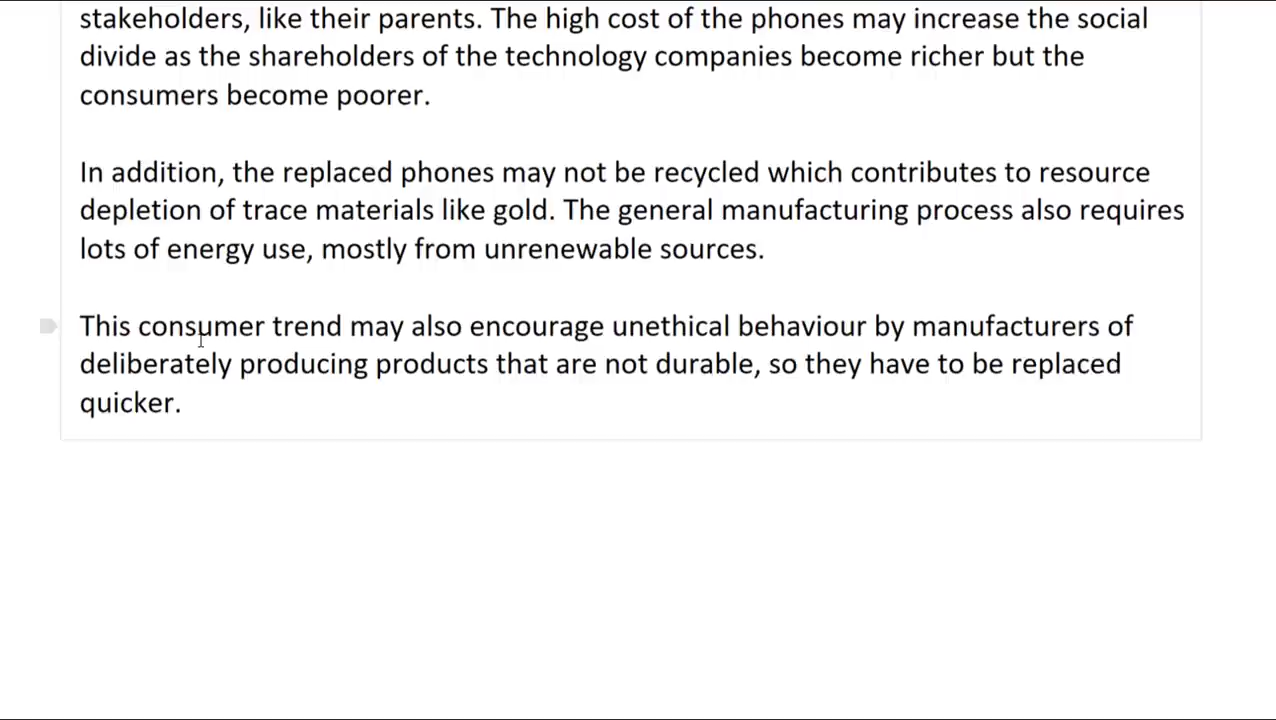 stakeholders, like their parents. The high cost of the phones may increase the social
divide as the shareholders of the technology companies become richer but the
consumers become poorer.
In addition, the replaced phones may not be recycled which contributes to resource
depletion of trace materials like gold. The general manufacturing process also requires
lots of energy use, mostly from unrenewable sources.
This consumer trend may also encourage unethical behaviour by manufacturers of
deliberately producing products that are not durable, so they have to be replaced
quicker.